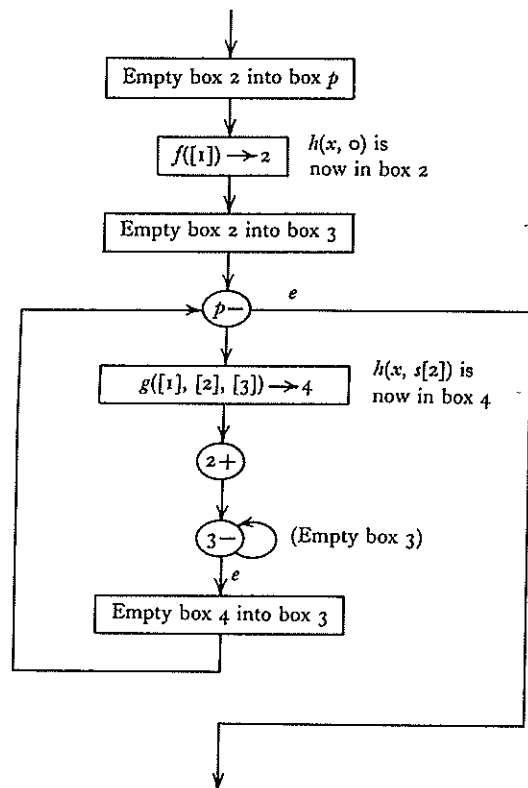 Empty box 2 into box p
f([1]) → 2
h(x, 0) is
now in box 2
Empty box 2 into box 3
p−
e
g([1], [2], [3]) → 4
h(x, s[2]) is
now in box 4
2+
3−
(Empty box 3)
e
Empty box 4 into box 3